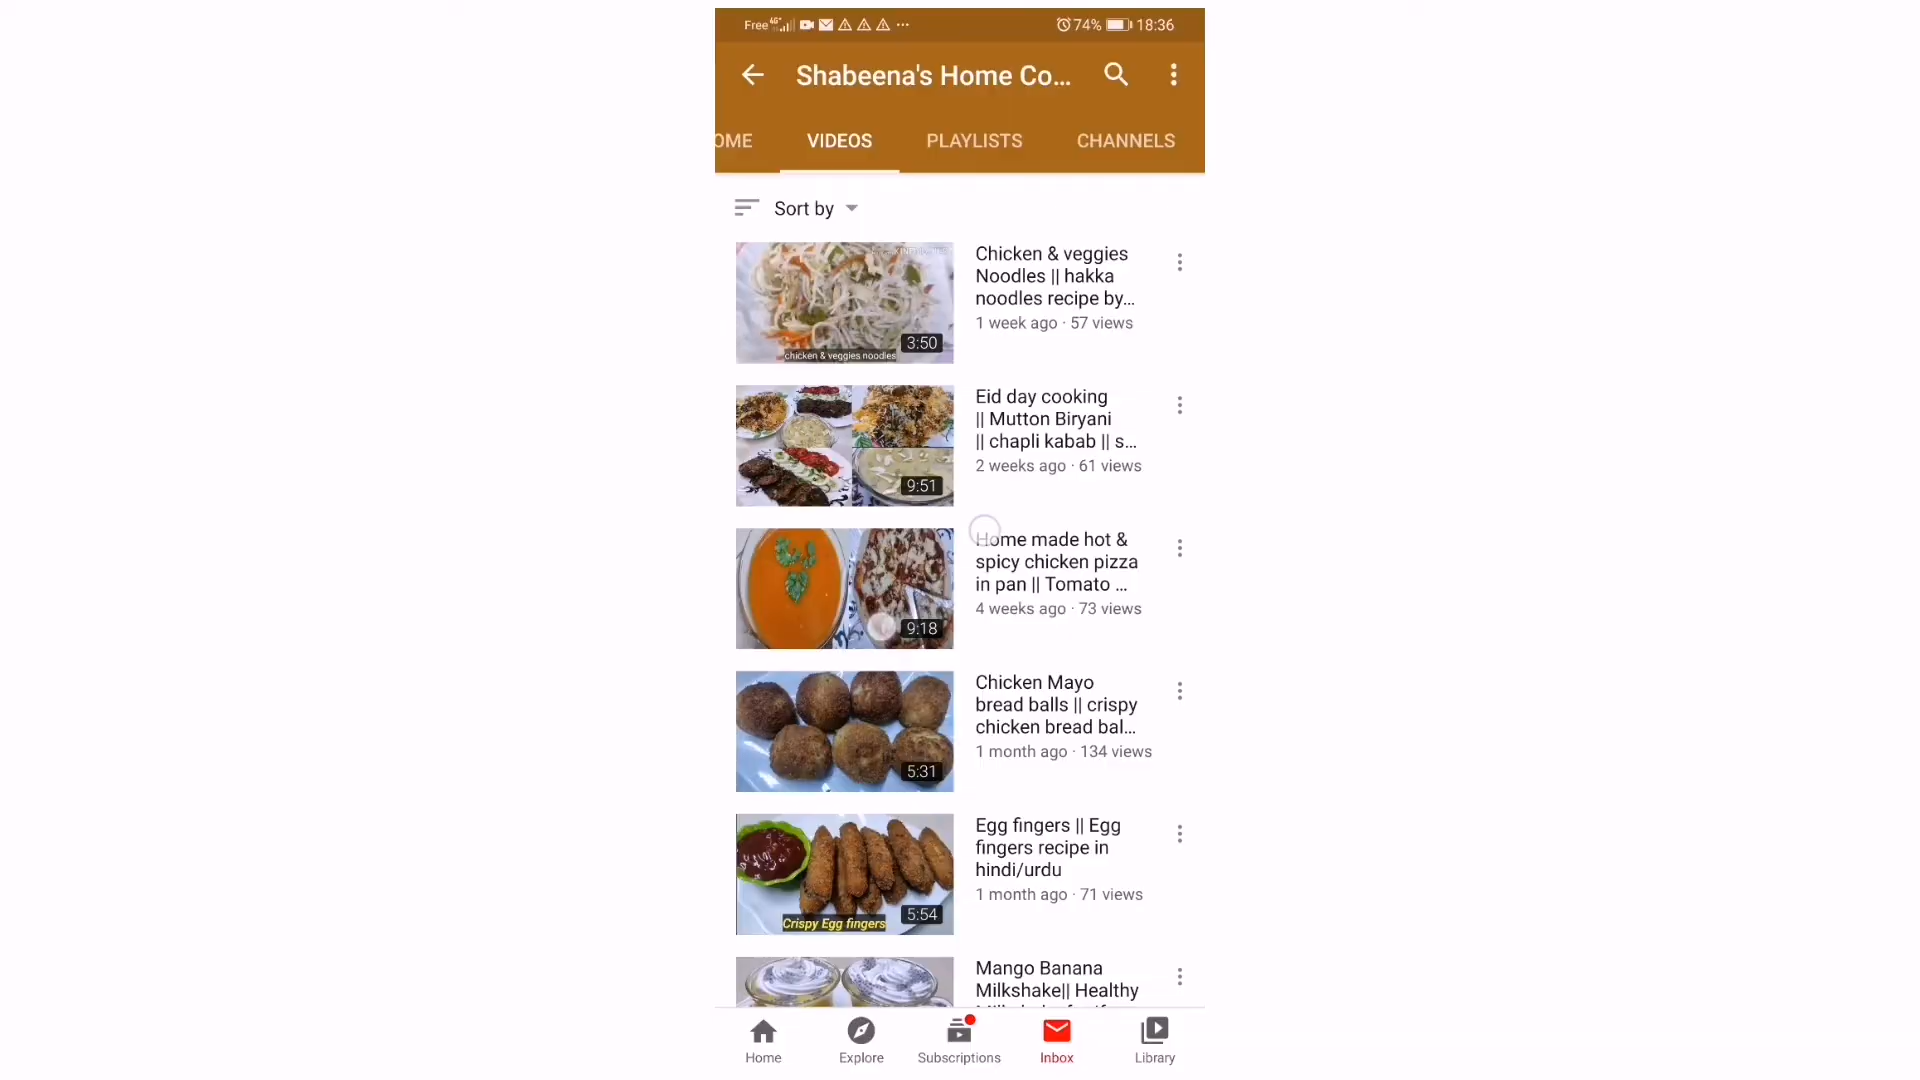 Free 4G+ 74% 18:36
Shabeena's Home Co...
OME VIDEOS PLAYLISTS CHANNELS
Sort by
chicken & veggies noodles
3:50
Chicken & veggies
Noodles || hakka
noodles recipe by...
1 week ago · 57 views
9:51
Eid day cooking
|| Mutton Biryani
|| chapli kabab || s...
2 weeks ago · 61 views
9:18
Home made hot &
spicy chicken pizza
in pan || Tomato ...
4 weeks ago · 73 views
5:31
Chicken Mayo
bread balls || crispy
chicken bread bal...
1 month ago · 134 views
Crispy Egg fingers
5:54
Egg fingers || Egg
fingers recipe in
hindi/urdu
1 month ago · 71 views
Mango Banana
Milkshake|| Healthy
Home Explore Subscriptions Inbox Library